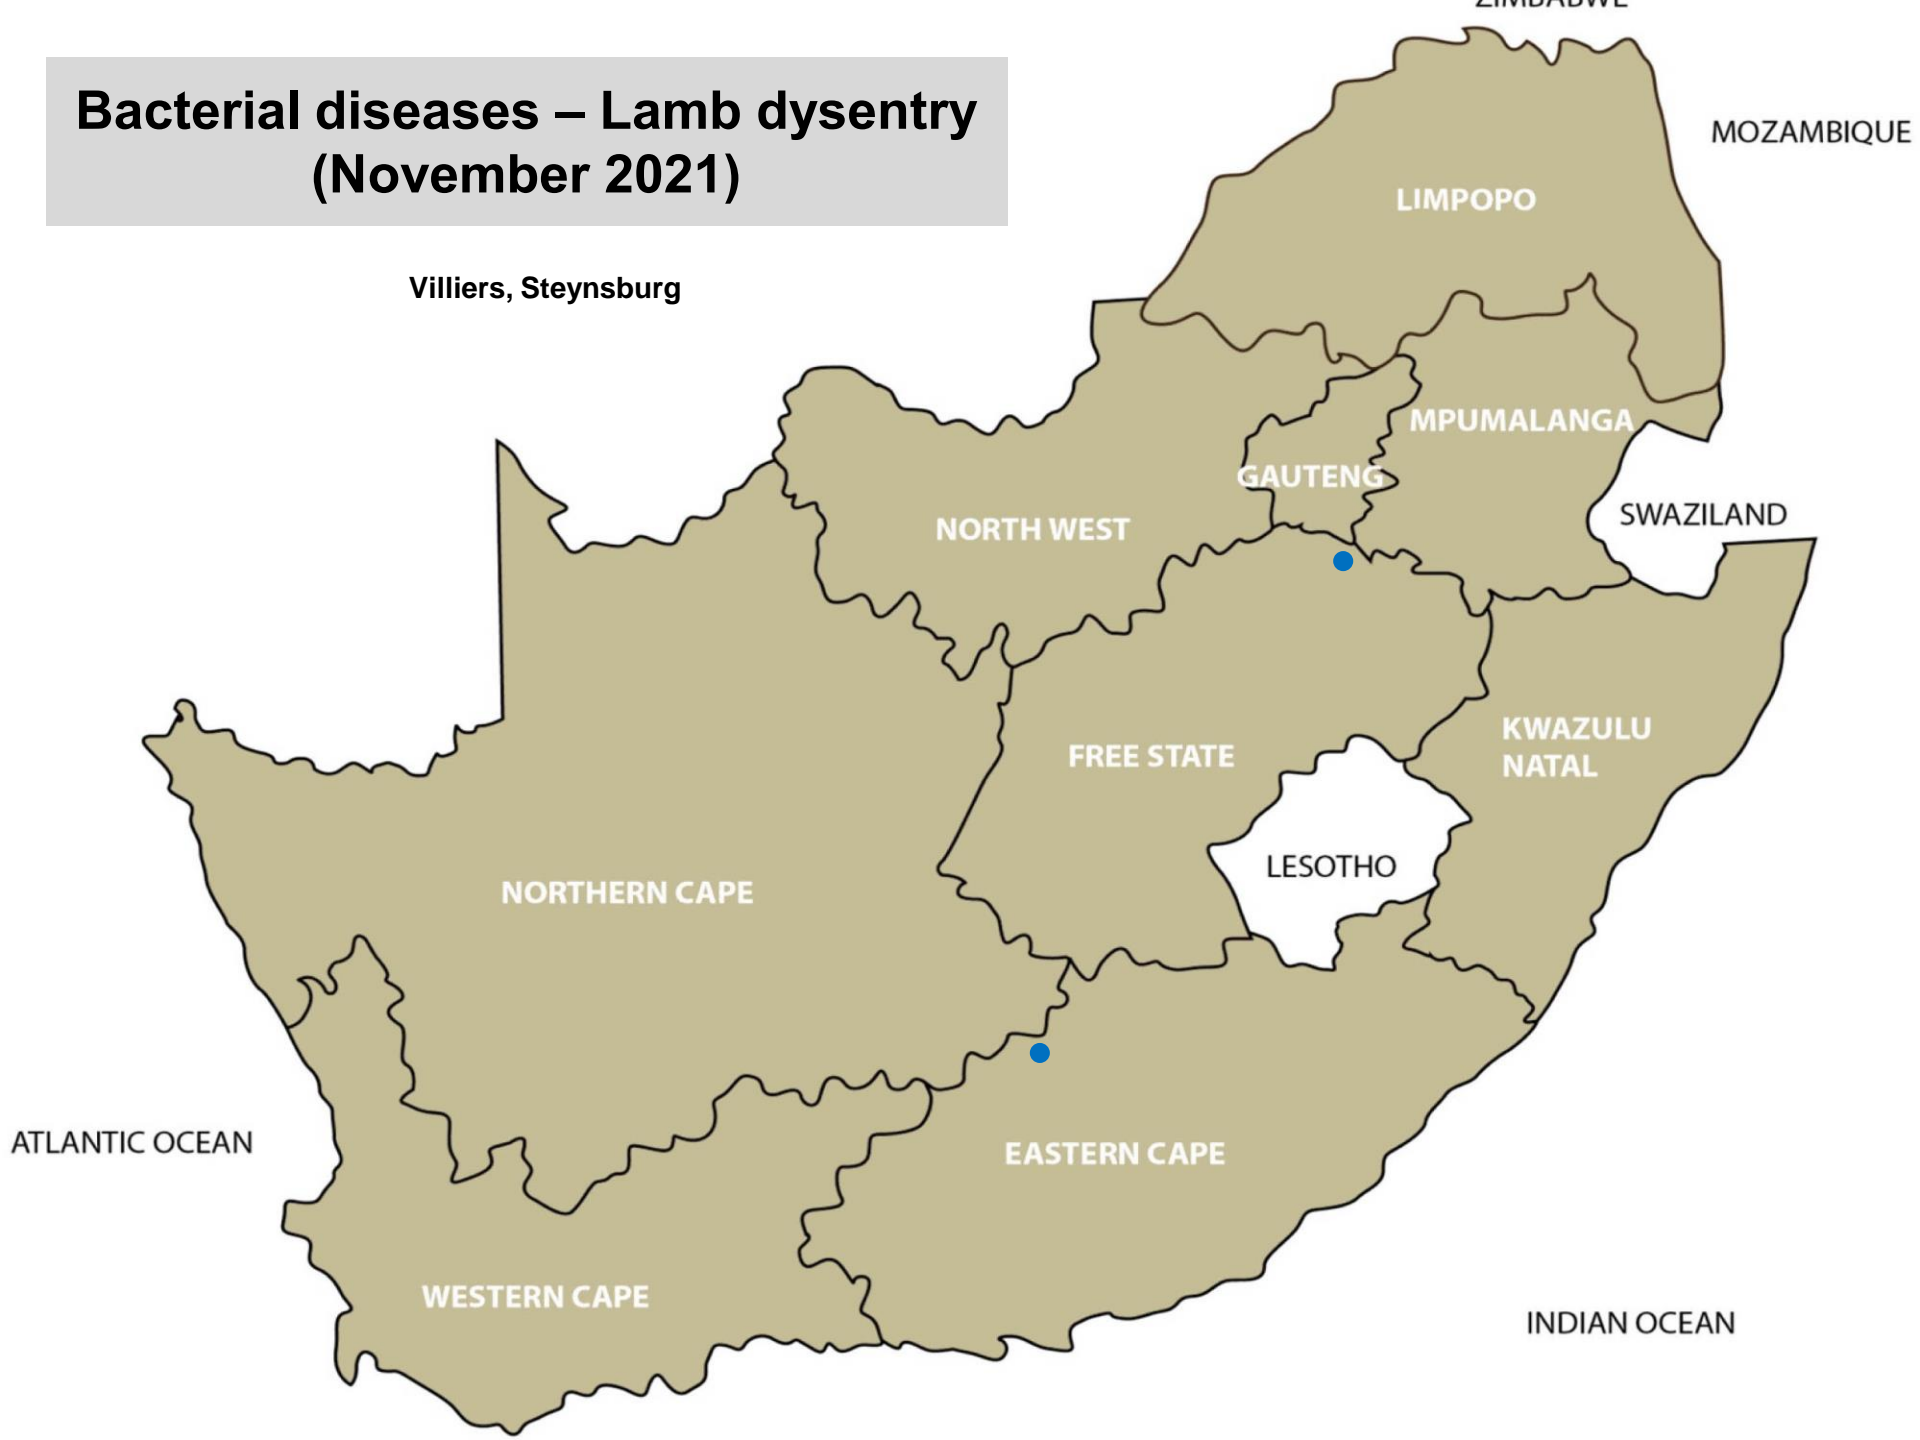 ZIMBABWE
Bacterial diseases – Lamb dysentry
(November 2021)
MOZAMBIQUE
LIMPOPO
Villiers, Steynsburg
MPUMALANGA
GAUTENG
SWAZILAND
NORTH WEST
KWAZULU
NATAL
FREE STATE
LESOTHO
NORTHERN CAPE
ATLANTIC OCEAN
EASTERN CAPE
WESTERN CAPE
INDIAN OCEAN